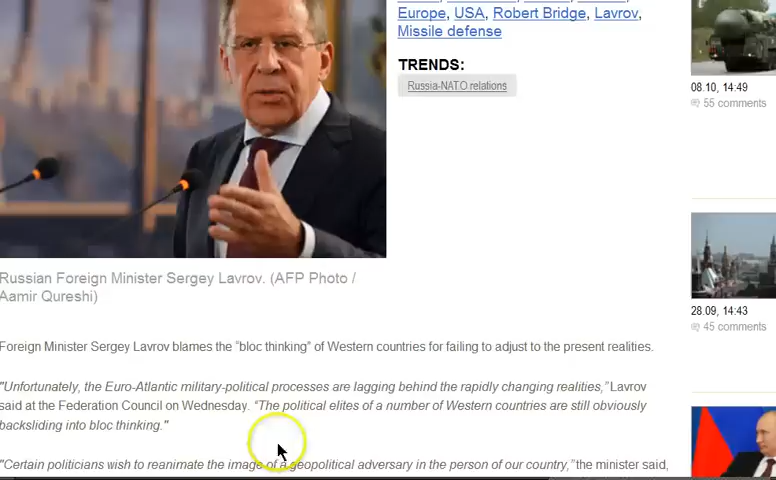 Europe, USA, Robert Bridge, Lavrov,
Missile defense
TRENDS:
Russia-NATO relations
08.10, 14:49
55 comments
Russian Foreign Minister Sergey Lavrov. (AFP Photo /
Aamir Qureshi)
28.09, 14:43
45 comments
Foreign Minister Sergey Lavrov blames the "bloc thinking" of Western countries for failing to adjust to the present realities.
"Unfortunately, the Euro-Atlantic military-political processes are lagging behind the rapidly changing realities," Lavrov
said at the Federation Council on Wednesday. "The political elites of a number of Western countries are still obviously
backsliding into bloc thinking."
"Certain politicians wish to reanimate the image of a geopolitical adversary in the person of our country," the minister said,